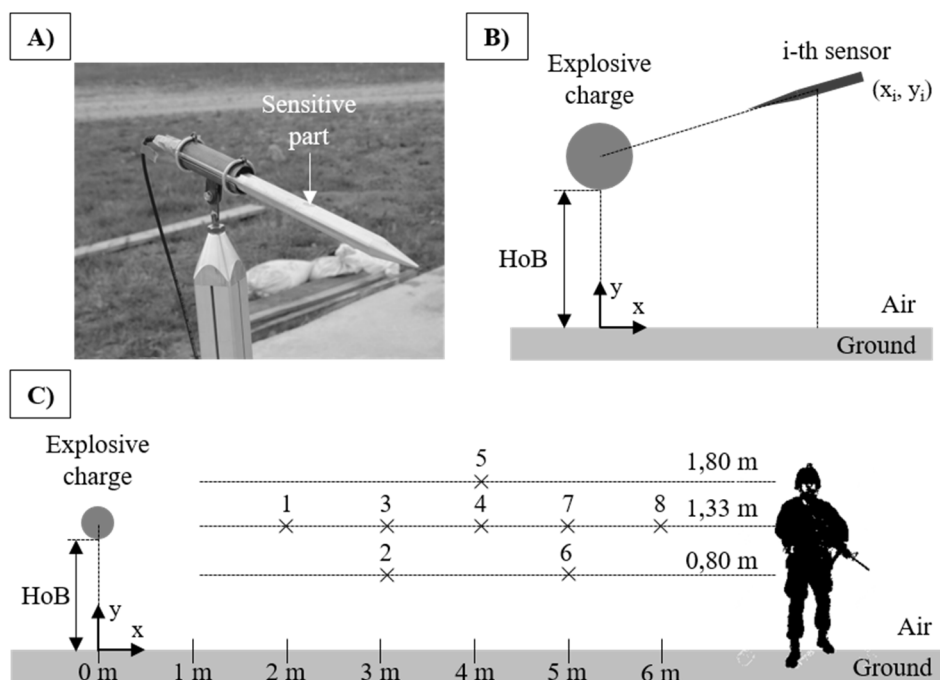 A)
Sensitive
part
B)
Explosive
charge
i-th sensor
(xᵢ, yᵢ)
HoB
y
x
Air
Ground
C)
Explosive
charge
5
1,80 m
1
3
4
7
8
1,33 m
2
6
0,80 m
HoB
y
x
Air
0 m
1 m
2 m
3 m
4 m
5 m
6 m
Ground